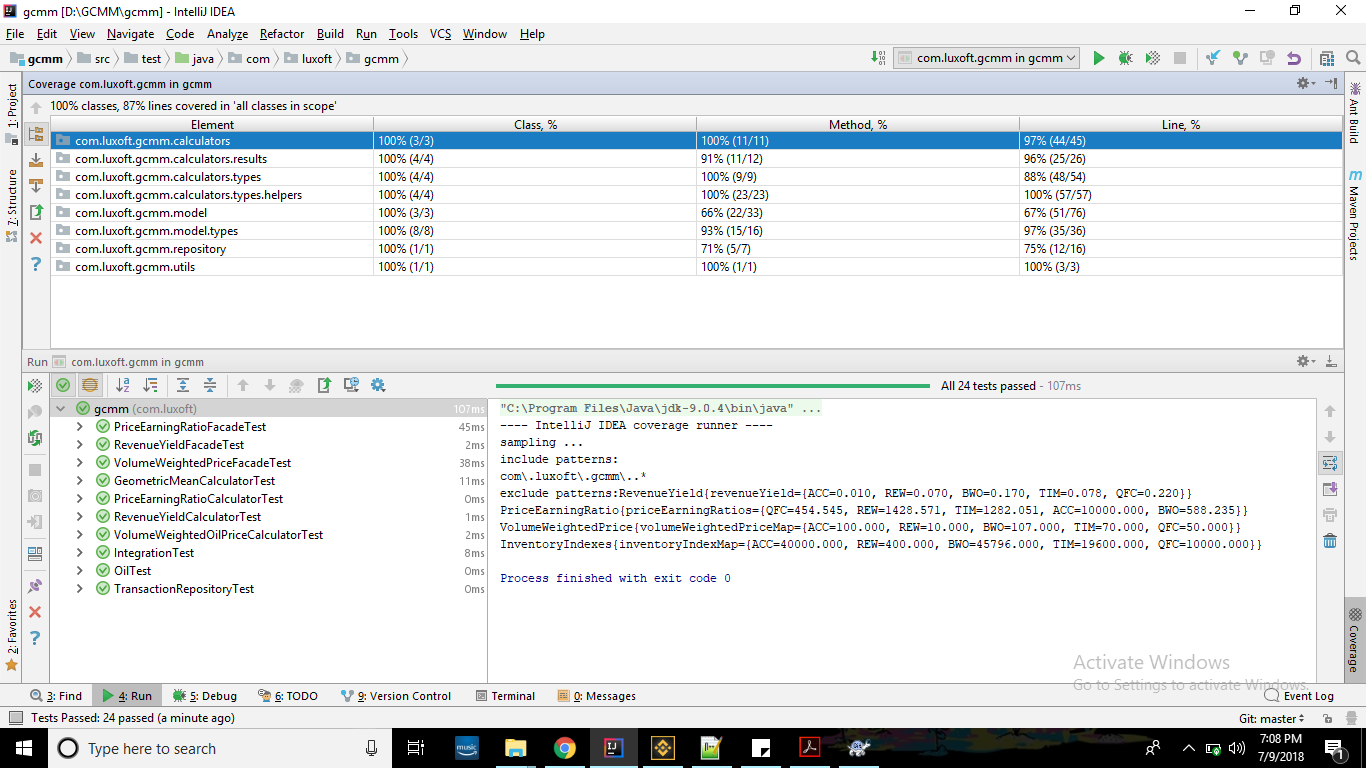 gcmm [D:\GCMM\gcmm] - IntelliJ IDEA
File Edit View Navigate Code Analyze Refactor Build Run Tools VCS Window Help
gcmm src test java com luxoft gcmm com.luxoft.gcmm in gcmm
Coverage com.luxoft.gcmm in gcmm
100% classes, 87% lines covered in 'all classes in scope'
Element Class, % Method, % Line, %
com.luxoft.gcmm.calculators 100% (3/3) 100% (11/11) 97% (44/45)
com.luxoft.gcmm.calculators.results 100% (4/4) 91% (11/12) 96% (25/26)
com.luxoft.gcmm.calculators.types 100% (4/4) 100% (9/9) 88% (48/54)
com.luxoft.gcmm.calculators.types.helpers 100% (4/4) 100% (23/23) 100% (57/57)
com.luxoft.gcmm.model 100% (3/3) 66% (22/33) 67% (51/76)
com.luxoft.gcmm.model.types 100% (8/8) 93% (15/16) 97% (35/36)
com.luxoft.gcmm.repository 100% (1/1) 71% (5/7) 75% (12/16)
com.luxoft.gcmm.utils 100% (1/1) 100% (1/1) 100% (3/3)
1: Project
7: Structure
2: Favorites
Ant Build
Maven Projects
Coverage
Run com.luxoft.gcmm in gcmm
All 24 tests passed - 107ms
gcmm (com.luxoft) 107ms
PriceEarningRatioFacadeTest 45ms
RevenueYieldFacadeTest 2ms
VolumeWeightedPriceFacadeTest 38ms
GeometricMeanCalculatorTest 11ms
PriceEarningRatioCalculatorTest 0ms
RevenueYieldCalculatorTest 1ms
VolumeWeightedOilPriceCalculatorTest 2ms
IntegrationTest 8ms
OilTest 0ms
TransactionRepositoryTest 0ms
"C:\Program Files\Java\jdk-9.0.4\bin\java" ...
---- IntelliJ IDEA coverage runner ----
sampling ...
include patterns:
com\.luxoft\.gcmm\..*
exclude patterns:RevenueYield{revenueYield={ACC=0.010, REW=0.070, BWO=0.170, TIM=0.078, QFC=0.220}}
PriceEarningRatio{priceEarningRatios={QFC=454.545, REW=1428.571, TIM=1282.051, ACC=10000.000, BWO=588.235}}
VolumeWeightedPrice{volumeWeightedPriceMap={ACC=100.000, REW=10.000, BWO=107.000, TIM=70.000, QFC=50.000}}
InventoryIndexes{inventoryIndexMap={ACC=40000.000, REW=400.000, BWO=45796.000, TIM=19600.000, QFC=10000.000}}
Process finished with exit code 0
Activate Windows
Go to Settings to activate Windows.
3: Find 4: Run 5: Debug 6: TODO 9: Version Control Terminal 0: Messages Event Log
Tests Passed: 24 passed (a minute ago) Git: master
Type here to search
music
7:08 PM
7/9/2018
1